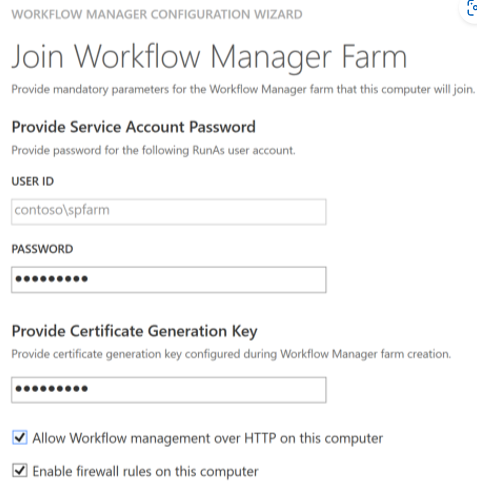 WORKFLOW MANAGER CONFIGURATION WIZARD
Join Workflow Manager Farm
Provide mandatory parameters for the Workflow Manager farm that this computer will join.
Provide Service Account Password
Provide password for the following RunAs user account.
USER ID
contoso\spfarm
PASSWORD
●●●●●●●●●
Provide Certificate Generation Key
Provide certificate generation key configured during Workflow Manager farm creation.
●●●●●●●●●
Allow Workflow management over HTTP on this computer
Enable firewall rules on this computer